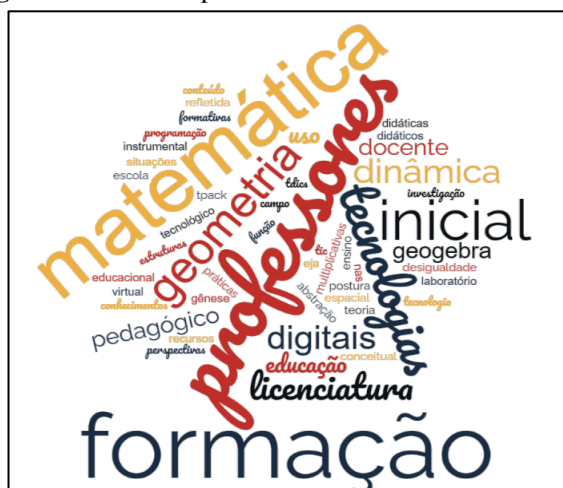 matemática
professores
conteúdo
refletida
formativas
programação
instrumental
situações
escola
uso
didáticas
didáticos
docente
dinâmica
geometria
tpack
tdics
campo
tecnológico
função
investigação
inicial
tecnologias
geogebra
estruturas
tic
eja
multiplicativas
ensino
nas
desigualdade
laboratório
educacional
virtual
práticas
postura
espacial
tecnologia
conhecimentos
gênese
abstração
teoria
pedagógico
recursos
perspectivas
digitais
conceitual
educação
licenciatura
formação